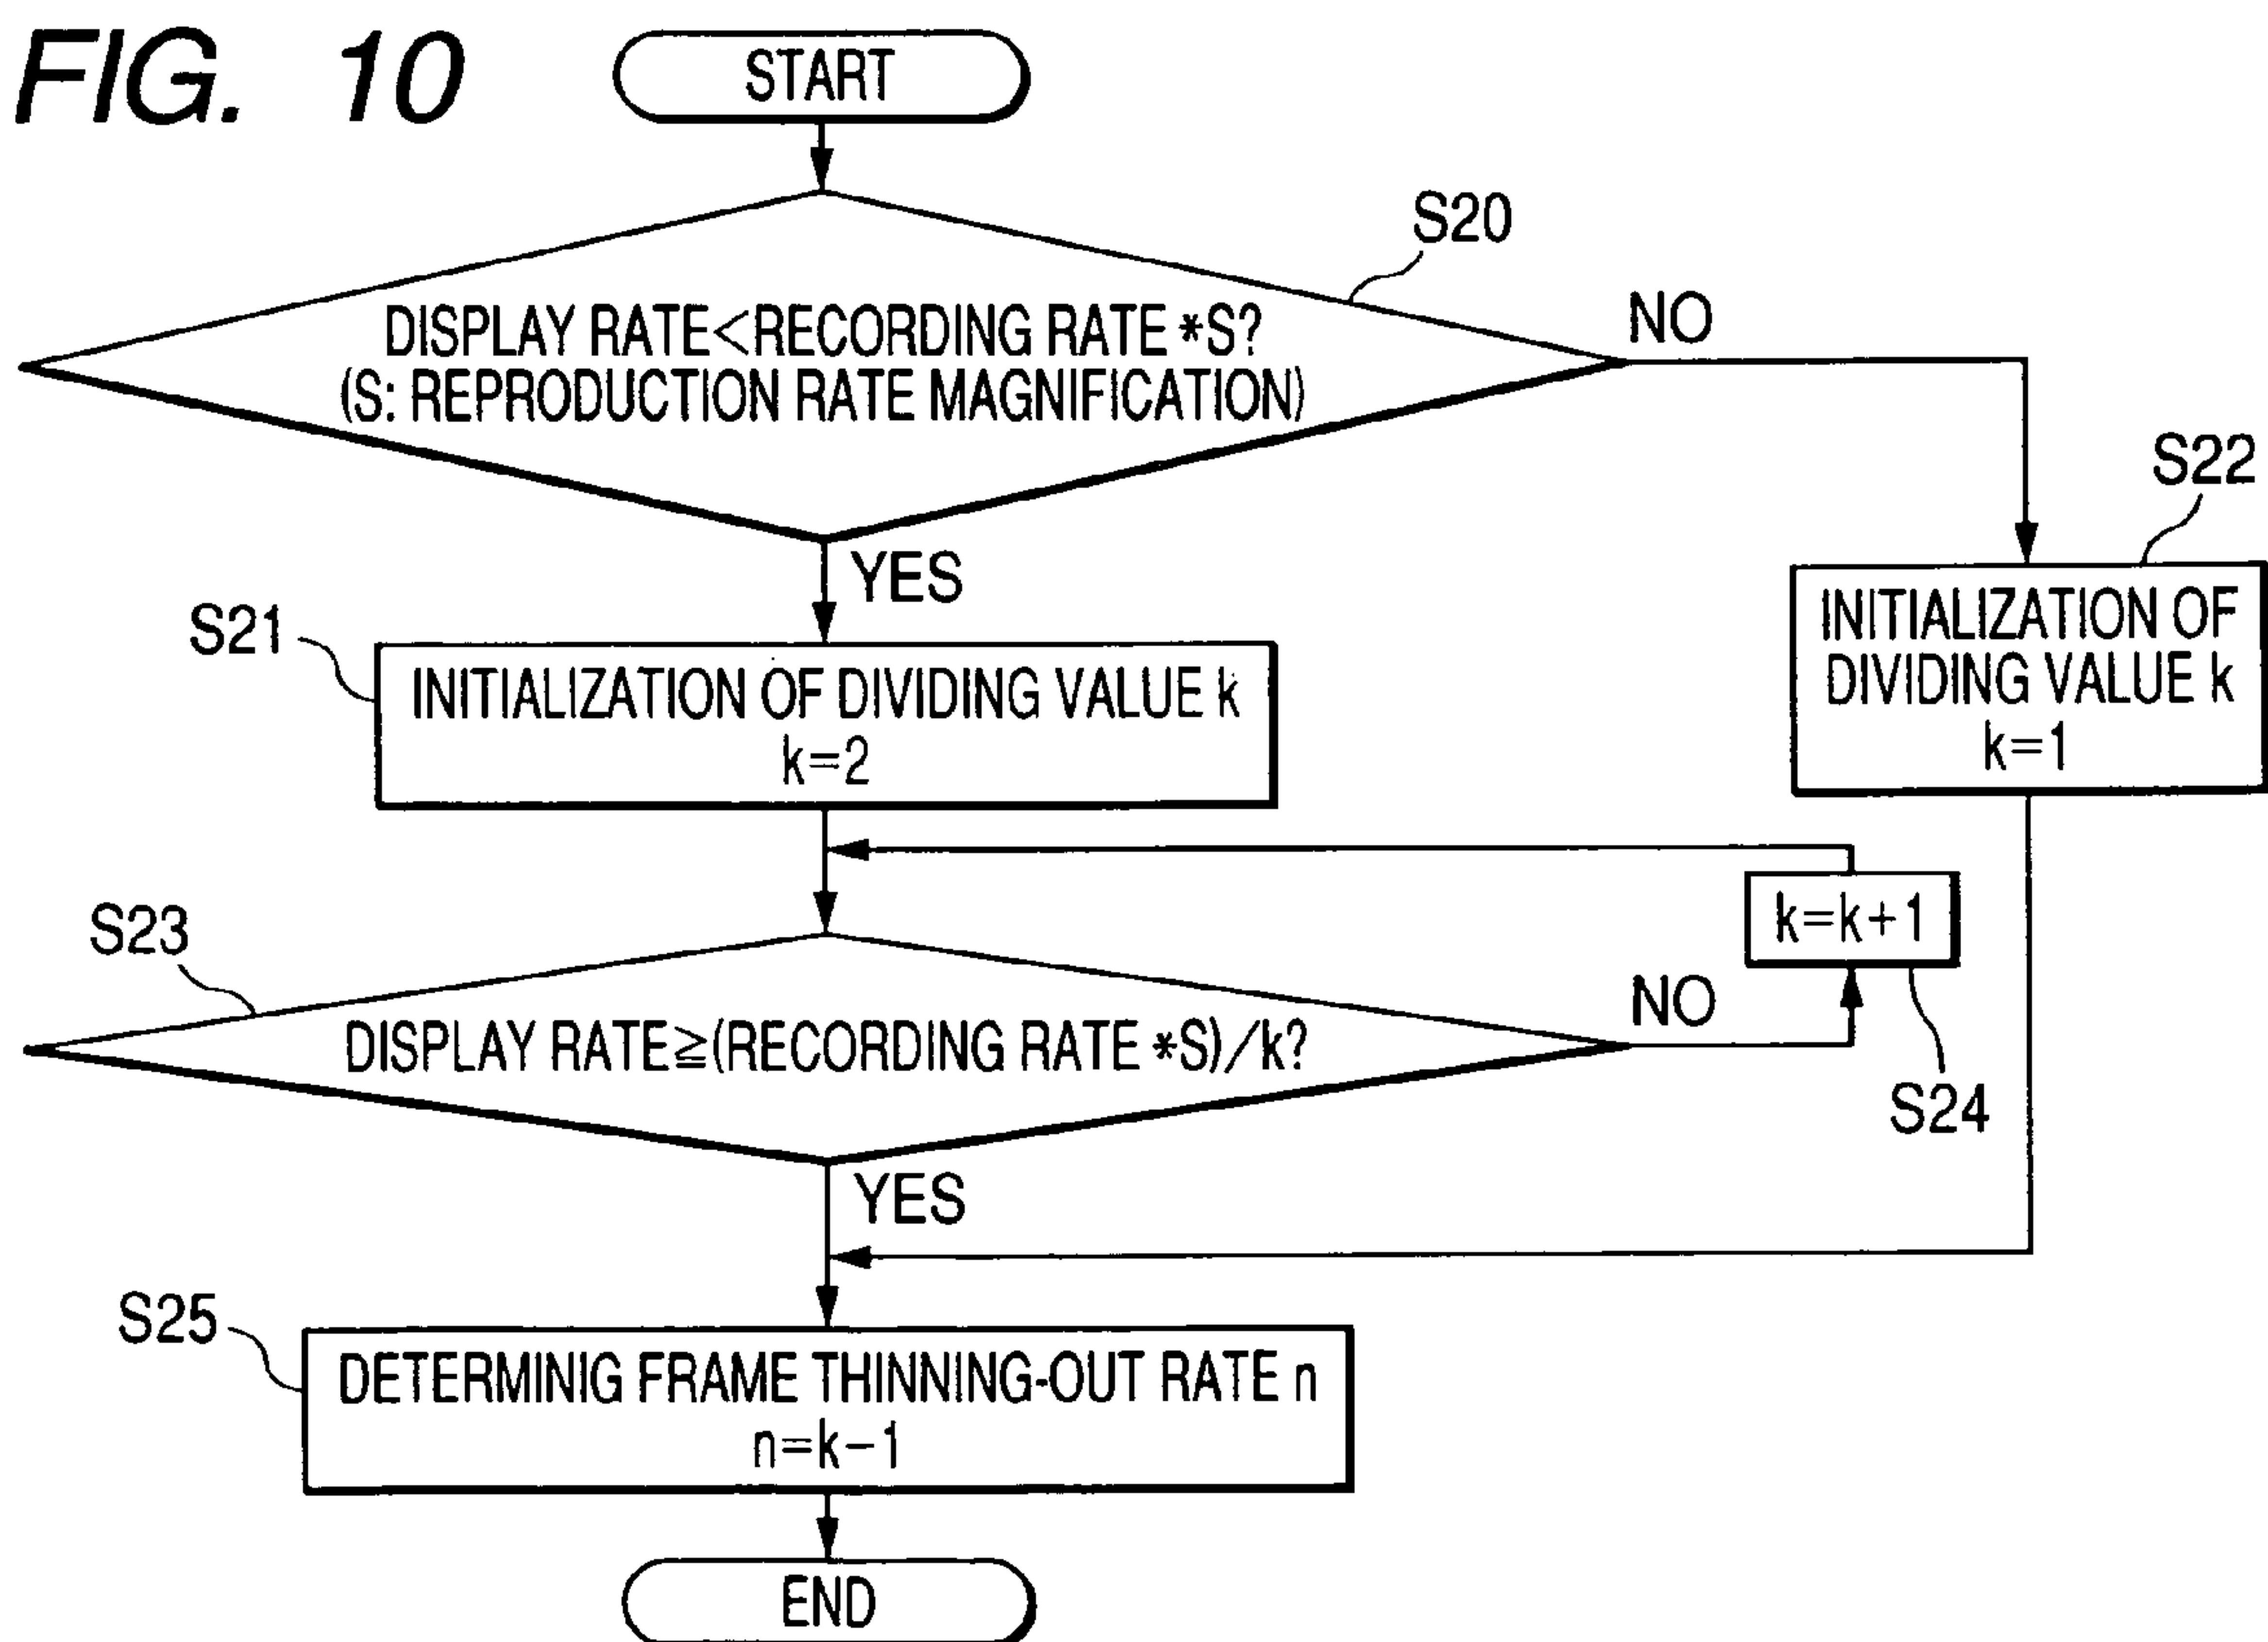 FIG. 10
START
S20
DISPLAY RATE<RECORDING RATE *S?
(S: REPRODUCTION RATE MAGNIFICATION)
NO
YES
S22
INITIALIZATION OF
DIVIDING VALUE k
k=1
S21
INITIALIZATION OF DIVIDING VALUE k
k=2
k=k+1
S24
S23
DISPLAY RATE≧(RECORDING RATE *S)/k?
NO
YES
S25
DETERMINIG FRAME THINNING-OUT RATE n
n=k-1
END